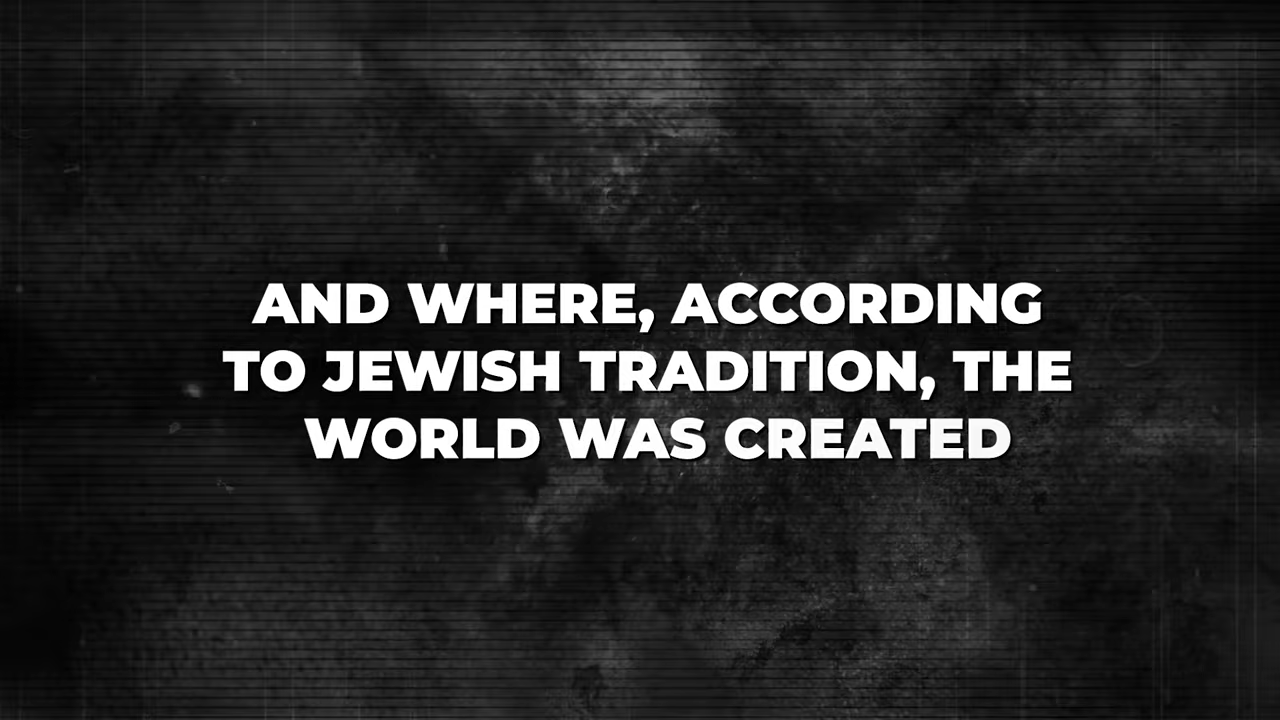 AND WHERE, ACCORDING
TO JEWISH TRADITION, THE
WORLD WAS CREATED